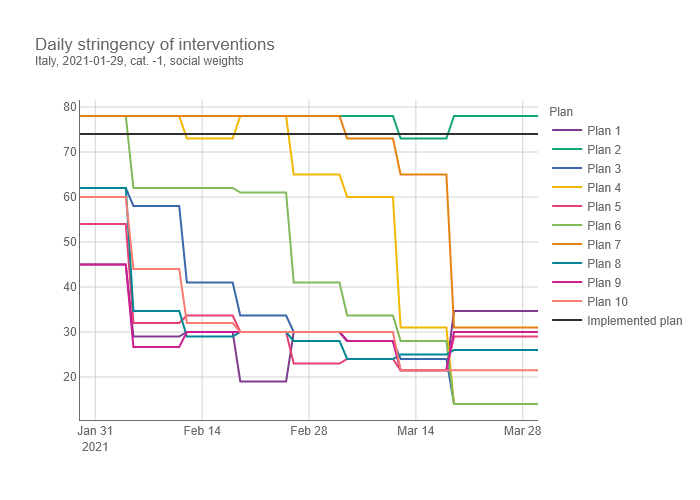 Daily stringency of interventions
Italy, 2021-01-29, cat. -1, social weights
80
70
60
50
40
30
20
Jan 31
2021
Feb 14
Feb 28
Mar 14
Mar 28
Plan
Plan 1
Plan 2
Plan 3
Plan 4
Plan 5
Plan 6
Plan 7
Plan 8
Plan 9
Plan 10
Implemented plan